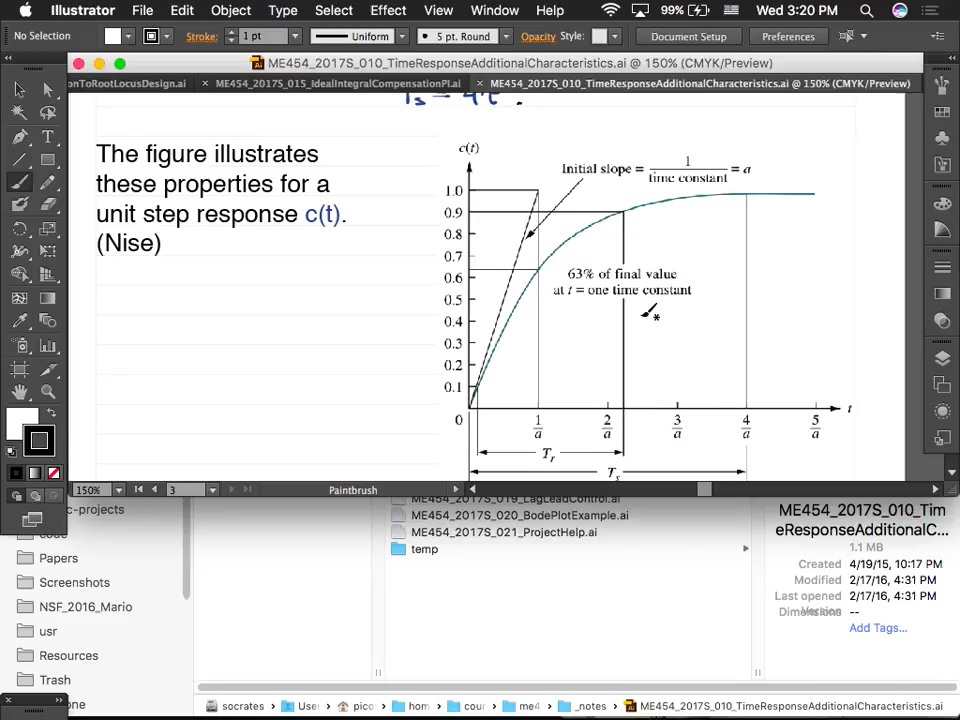 Illustrator File Edit Object Type Select Effect View Window Help 99% Wed 3:20 PM
No Selection Stroke: 1 pt Uniform 5 pt. Round Opacity Style: Document Setup Preferences
ME454_2017S_010_TimeResponseAdditionalCharacteristics.ai @ 150% (CMYK/Preview)
onToRootLocusDesign.ai × ME454_2017S_015_IdealIntegralCompensationPI.ai × ME454_2017S_010_TimeResponseAdditionalCharacteristics.ai @ 150% (CMYK/Preview)
The figure illustrates
these properties for a
unit step response c(t).
(Nise)
c(t)
Initial slope = 1 / time constant = a
1.0
0.9
0.8
0.7
0.6
0.5
0.4
0.3
0.2
0.1
0
63% of final value
at t = one time constant
1/a 2/a 3/a 4/a 5/a t
Tr
Ts
150% 3 Paintbrush
c-projects
Papers
Screenshots
NSF_2016_Mario
usr
Resources
Trash
ME454_2017S_019_LagLeadControl.ai
ME454_2017S_020_BodePlotExample.ai
ME454_2017S_021_ProjectHelp.ai
temp
ME454_2017S_010_Tim
eResponseAdditionalC...
1.1 MB
Created 4/19/15, 10:17 PM
Modified 2/17/16, 4:31 PM
Last opened 2/17/16, 4:31 PM
Dimensions --
Add Tags...
socrates User pico hom cour me4 _notes ME454_2017S_010_TimeResponseAdditionalCharacteristics.ai